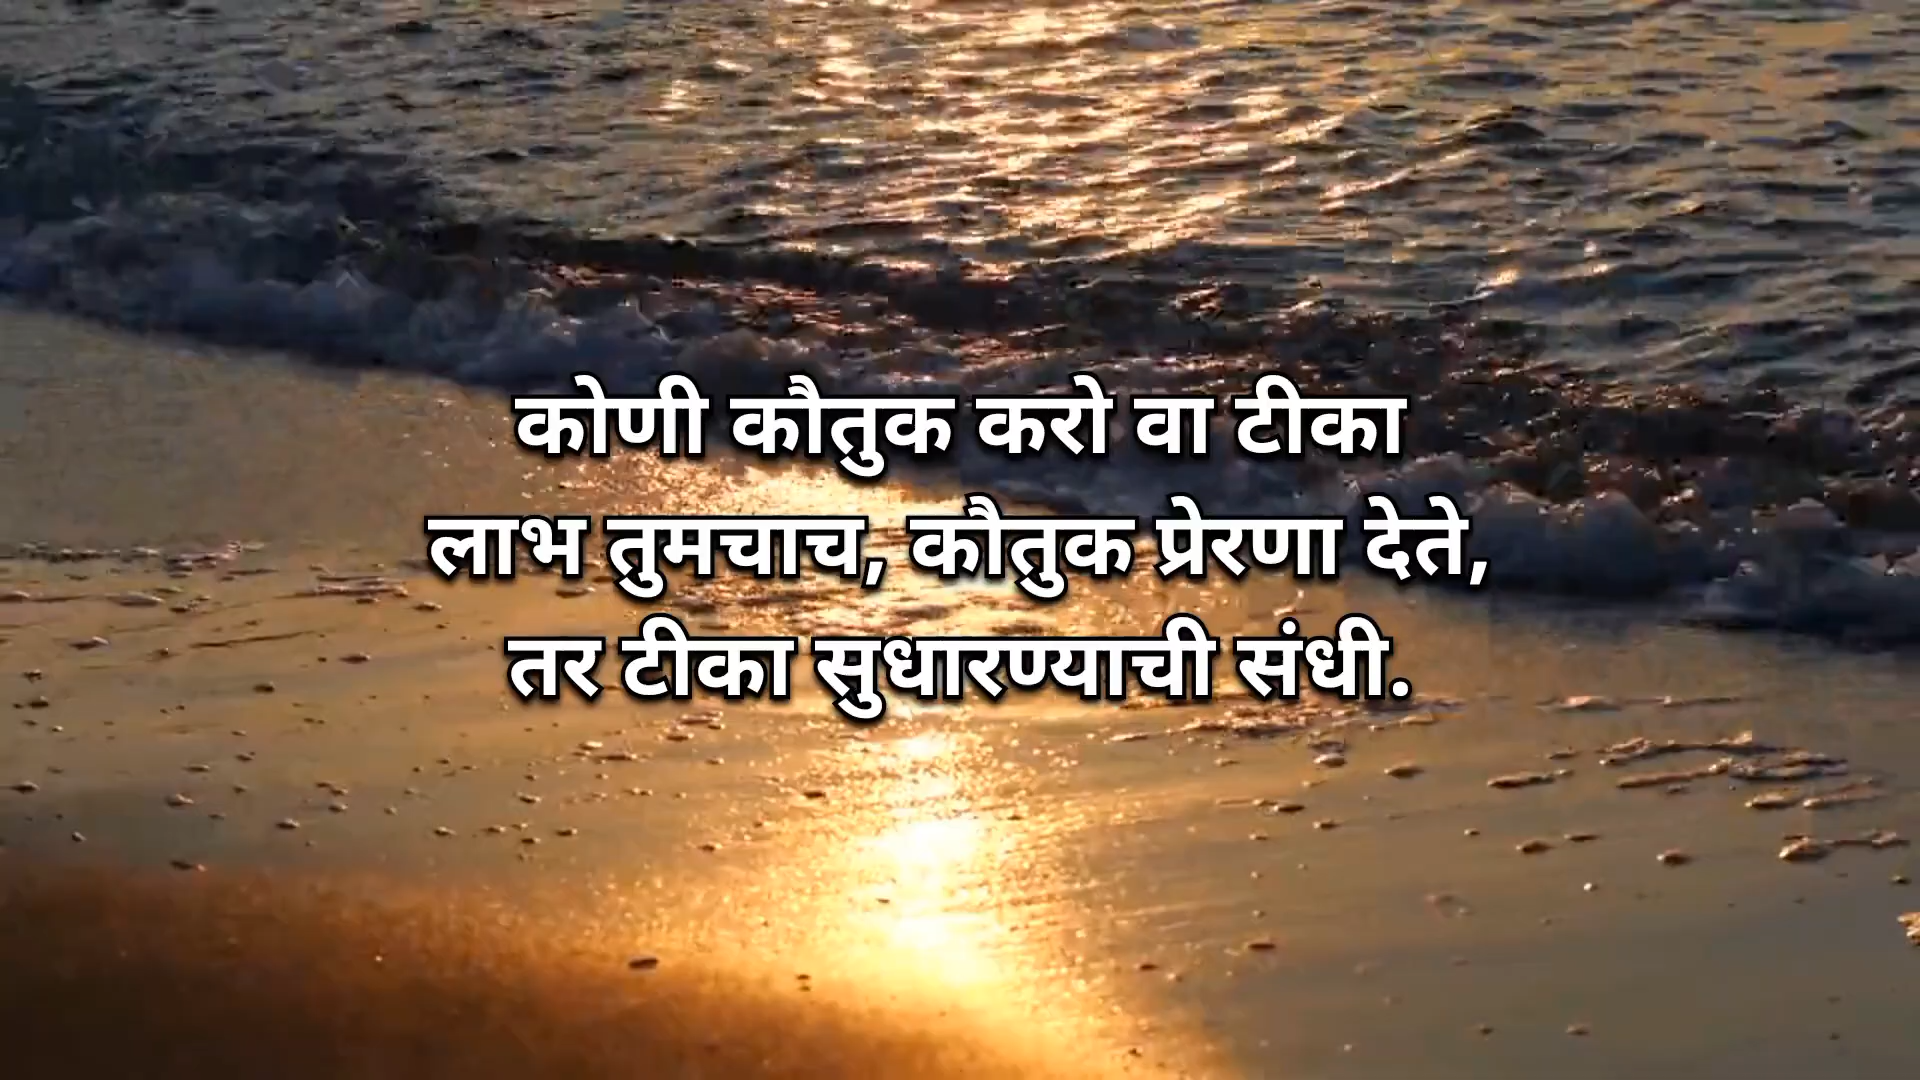 कोणी कौतुक करो वा टीका
लाभ तुमचाच, कौतुक प्रेरणा देते,
तर टीका सुधारण्याची संधी.